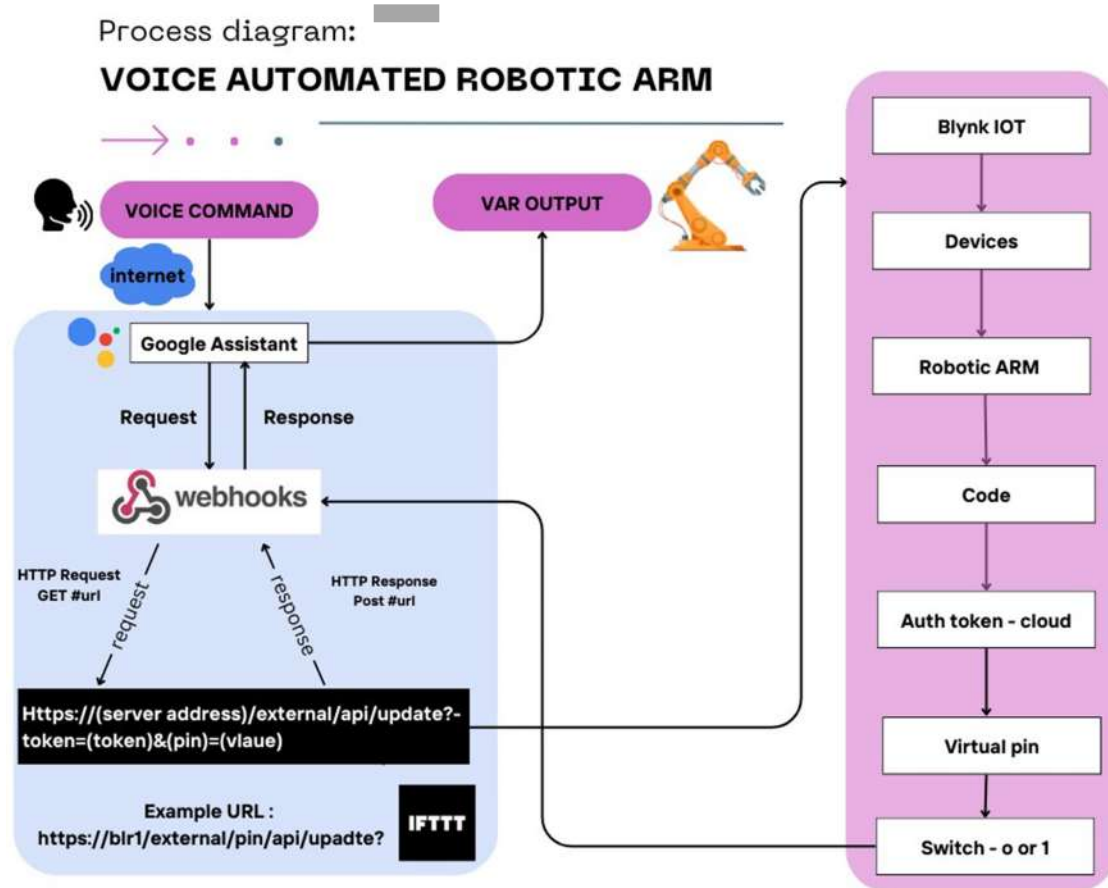 Process diagram:
VOICE AUTOMATED ROBOTIC ARM
VOICE COMMAND
VAR OUTPUT
internet
Google Assistant
Request
Response
webhooks
HTTP Request
GET #url
request
response
HTTP Response
Post #url
Https://(server address)/external/api/update?-
token=(token)&(pin)=(vlaue)
Example URL :
https://blr1/external/pin/api/upadte?
IFTTT
Blynk IOT
Devices
Robotic ARM
Code
Auth token - cloud
Virtual pin
Switch - o or 1